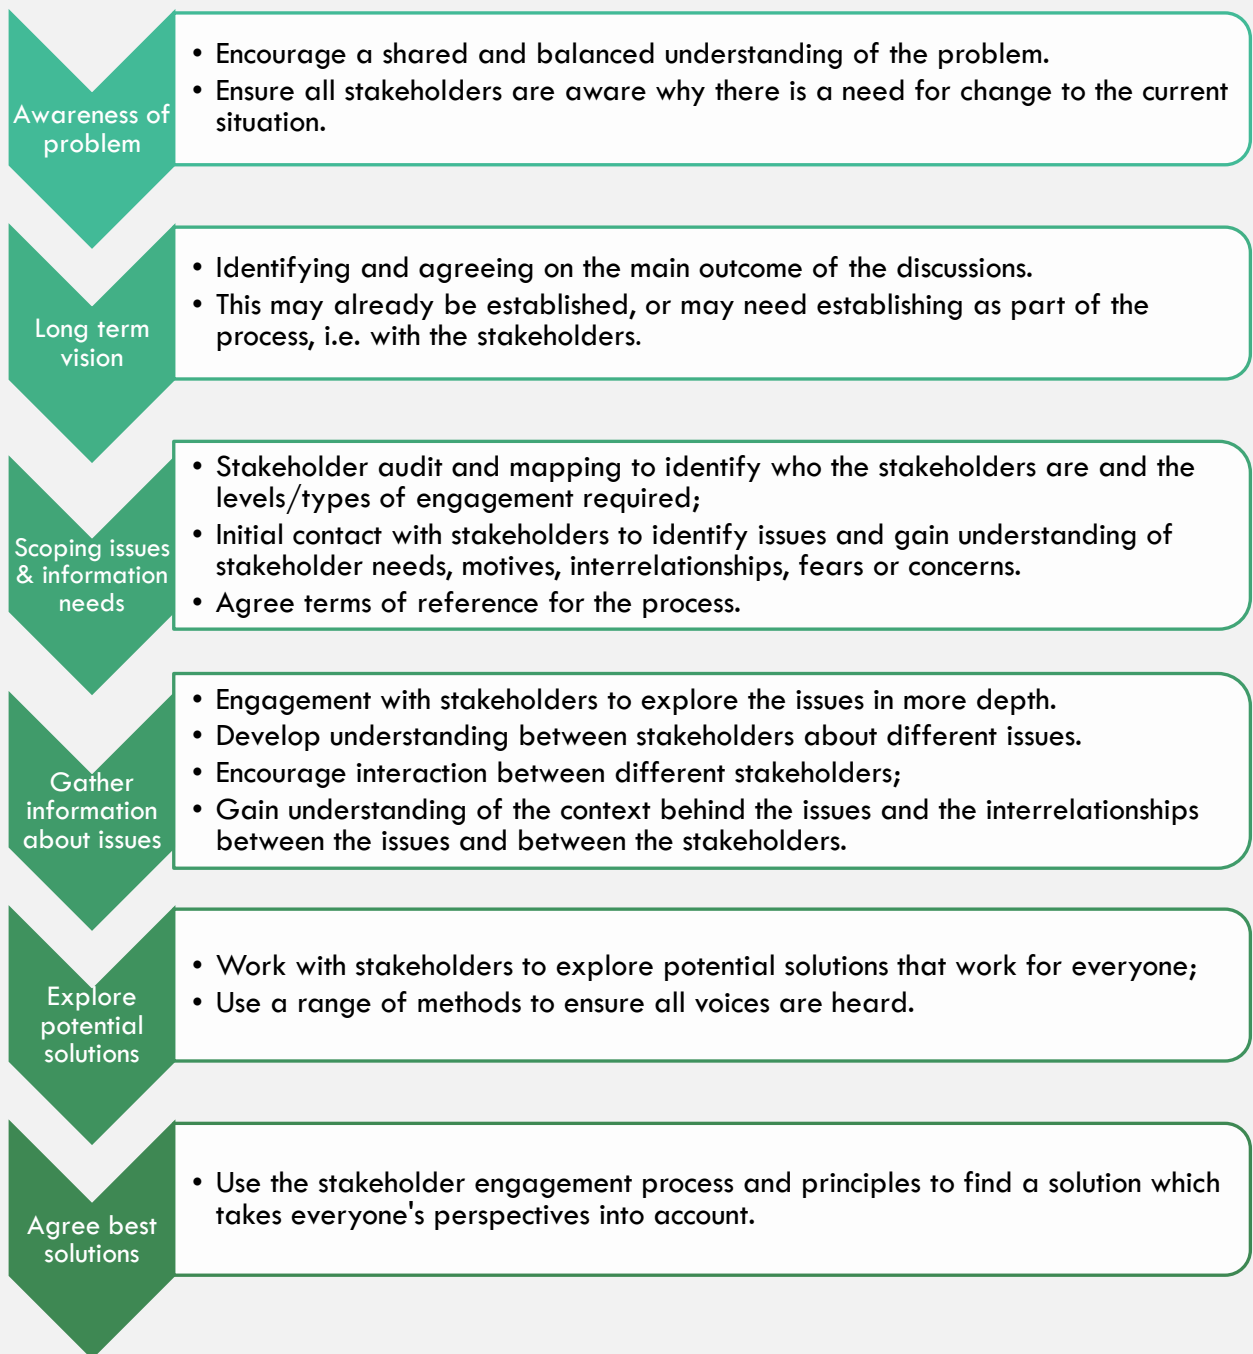 Awareness of
problem
• Encourage a shared and balanced understanding of the problem.
• Ensure all stakeholders are aware why there is a need for change to the current
situation.
Long term
vision
• Identifying and agreeing on the main outcome of the discussions.
• This may already be established, or may need establishing as part of the
process, i.e. with the stakeholders.
Scoping issues
& information
needs
• Stakeholder audit and mapping to identify who the stakeholders are and the
levels/types of engagement required;
• Initial contact with stakeholders to identify issues and gain understanding of
stakeholder needs, motives, interrelationships, fears or concerns.
• Agree terms of reference for the process.
Gather
information
about issues
• Engagement with stakeholders to explore the issues in more depth.
• Develop understanding between stakeholders about different issues.
• Encourage interaction between different stakeholders;
• Gain understanding of the context behind the issues and the interrelationships
between the issues and between the stakeholders.
Explore
potential
solutions
• Work with stakeholders to explore potential solutions that work for everyone;
• Use a range of methods to ensure all voices are heard.
Agree best
solutions
• Use the stakeholder engagement process and principles to find a solution which
takes everyone's perspectives into account.